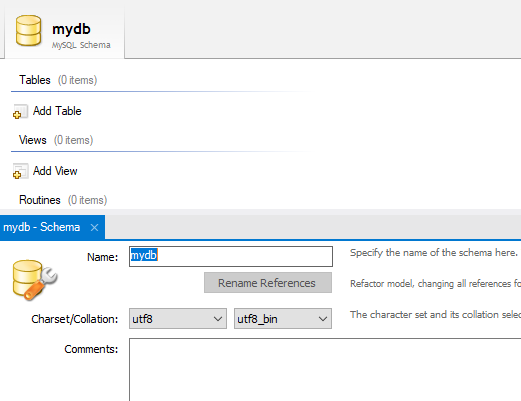 mydb
MySQL Schema
Tables (0 items)
Add Table
Views (0 items)
Add View
Routines (0 items)
mydb - Schema ×
Name: mydb Specify the name of the schema here.
Rename References Refactor model, changing all references fo
Charset/Collation: utf8 utf8_bin The character set and its collation selec
Comments: